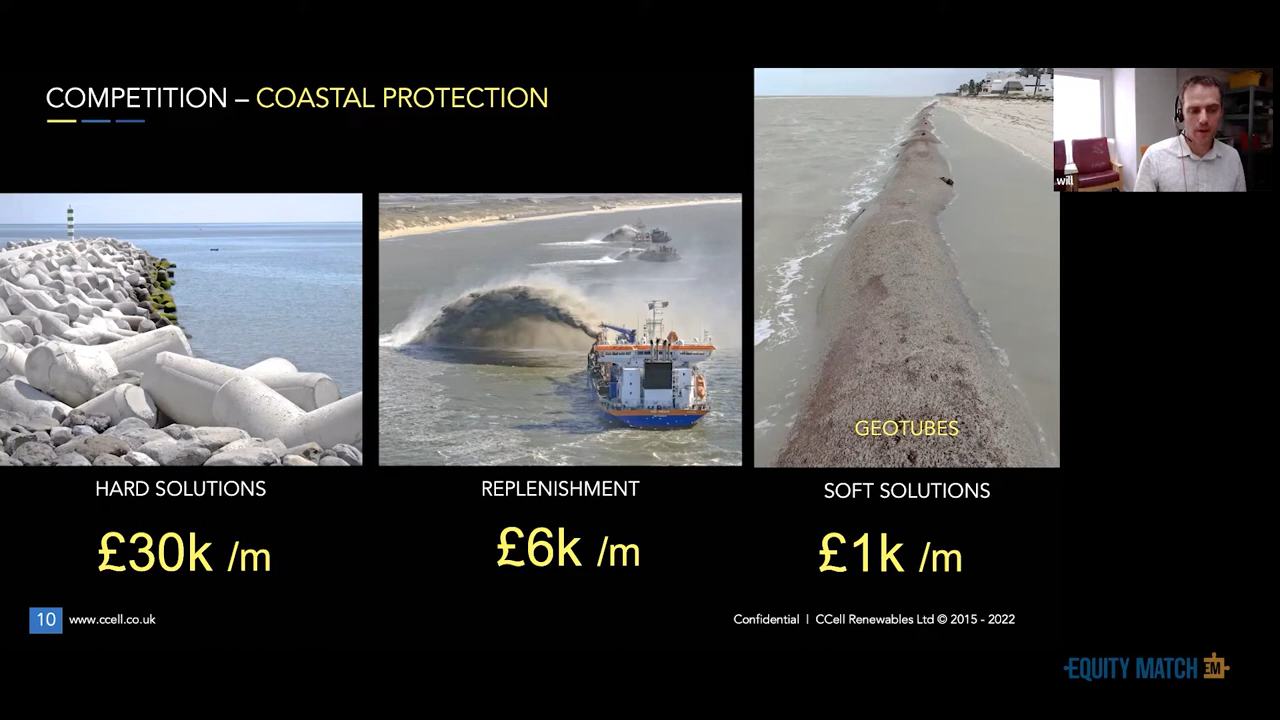 COMPETITION – COASTAL PROTECTION
will
GEOTUBES
HARD SOLUTIONS
REPLENISHMENT
SOFT SOLUTIONS
£30k /m
£6k /m
£1k /m
10
www.ccell.co.uk
Confidential | CCell Renewables Ltd © 2015 - 2022
EQUITY MATCH EM